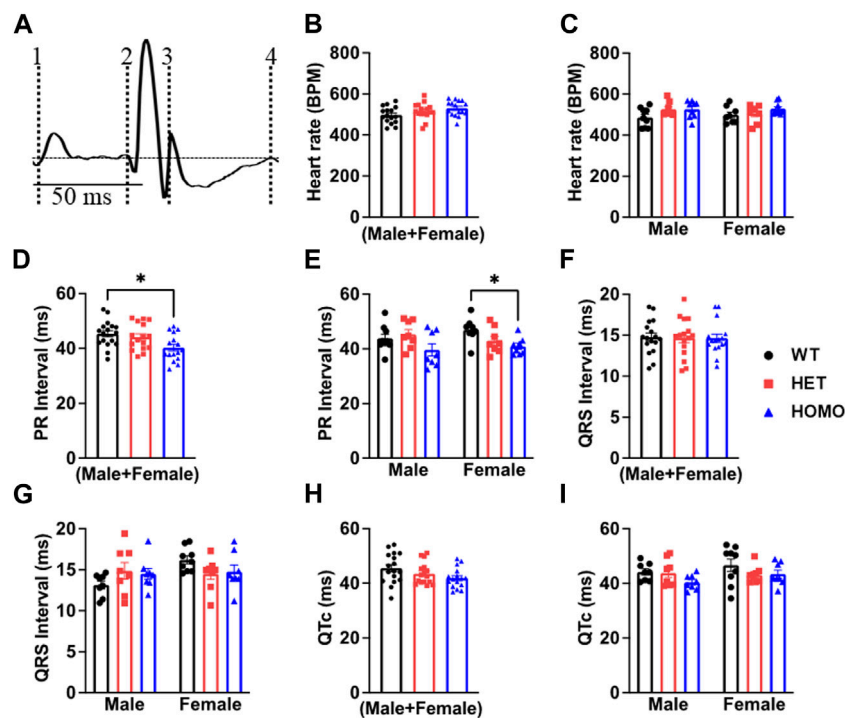 A
1 2 3 4
50 ms
B
Heart rate (BPM)
800
600
400
200
0
(Male+Female)
C
Heart rate (BPM)
800
600
400
200
0
Male Female
D
PR Interval (ms)
60
40
20
0
*
(Male+Female)
E
PR Interval (ms)
60
40
20
0
*
Male Female
F
QRS Interval (ms)
20
15
10
5
0
(Male+Female)
WT
HET
HOMO
G
QRS Interval (ms)
20
15
10
5
0
Male Female
H
QTc (ms)
60
40
20
0
(Male+Female)
I
QTc (ms)
60
40
20
0
Male Female